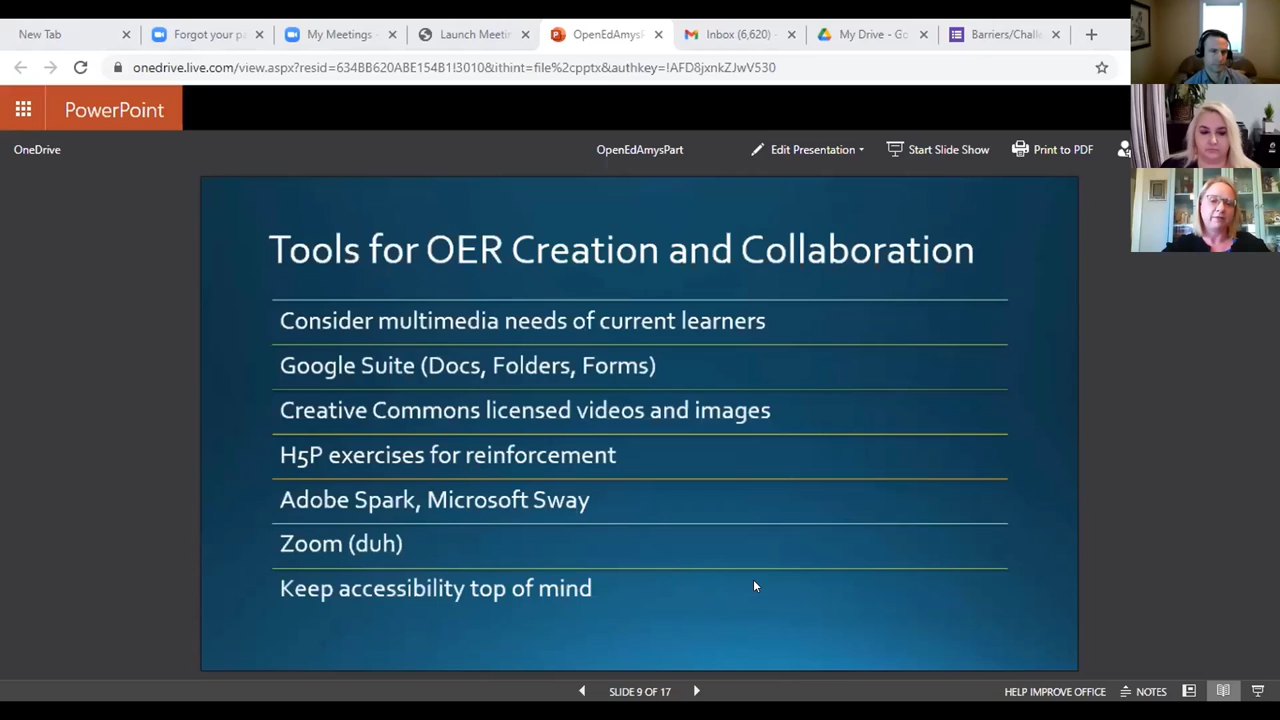 New Tab
Forgot your pa
My Meetings -
Launch Meetin
OpenEdAmysP
Inbox (6,620) -
My Drive - Go
Barriers/Challe
onedrive.live.com/view.aspx?resid=634BB620ABE154B1!3010&ithint=file%2cpptx&authkey=!AFD8jxnkZJwV530
PowerPoint
OneDrive
OpenEdAmysPart
Edit Presentation
Start Slide Show
Print to PDF
Tools for OER Creation and Collaboration
Consider multimedia needs of current learners
Google Suite (Docs, Folders, Forms)
Creative Commons licensed videos and images
H5P exercises for reinforcement
Adobe Spark, Microsoft Sway
Zoom (duh)
Keep accessibility top of mind
SLIDE 9 OF 17
HELP IMPROVE OFFICE
NOTES